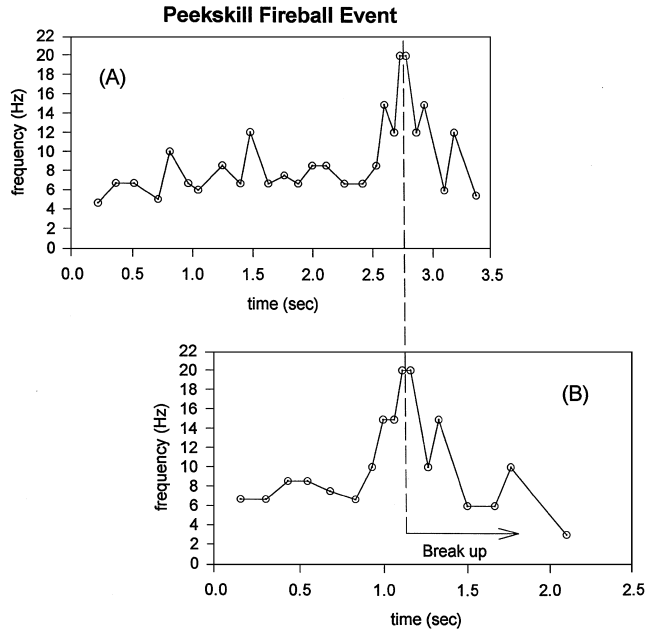 Peekskill Fireball Event
22
20
18
16
14
12
10
8
6
4
2
0
frequency (Hz)
(A)
0.0 0.5 1.0 1.5 2.0 2.5 3.0 3.5
time (sec)
22
20
18
16
14
12
10
8
6
4
2
0
frequency (Hz)
(B)
Break up
0.0 0.5 1.0 1.5 2.0 2.5
time (sec)